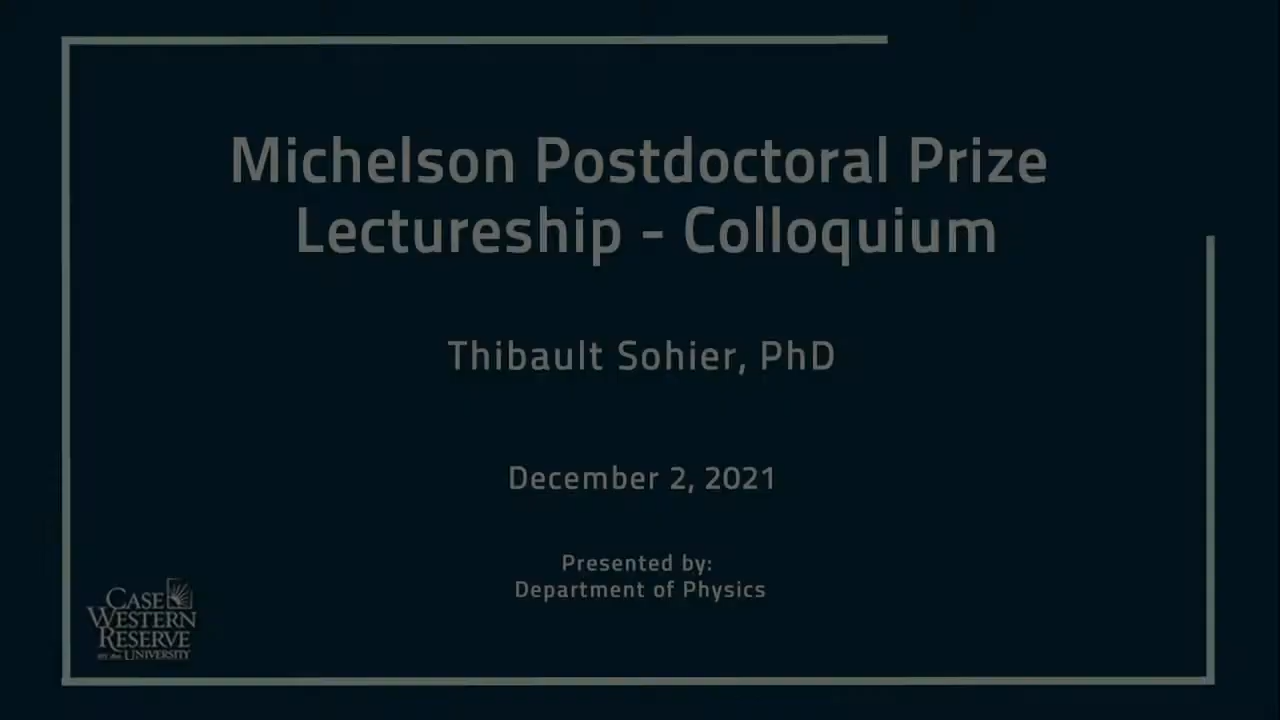 Michelson Postdoctoral Prize
Lectureship - Colloquium
Thibault Sohier, PhD
December 2, 2021
Presented by:
Department of Physics
CASE
WESTERN
RESERVE
UNIVERSITY